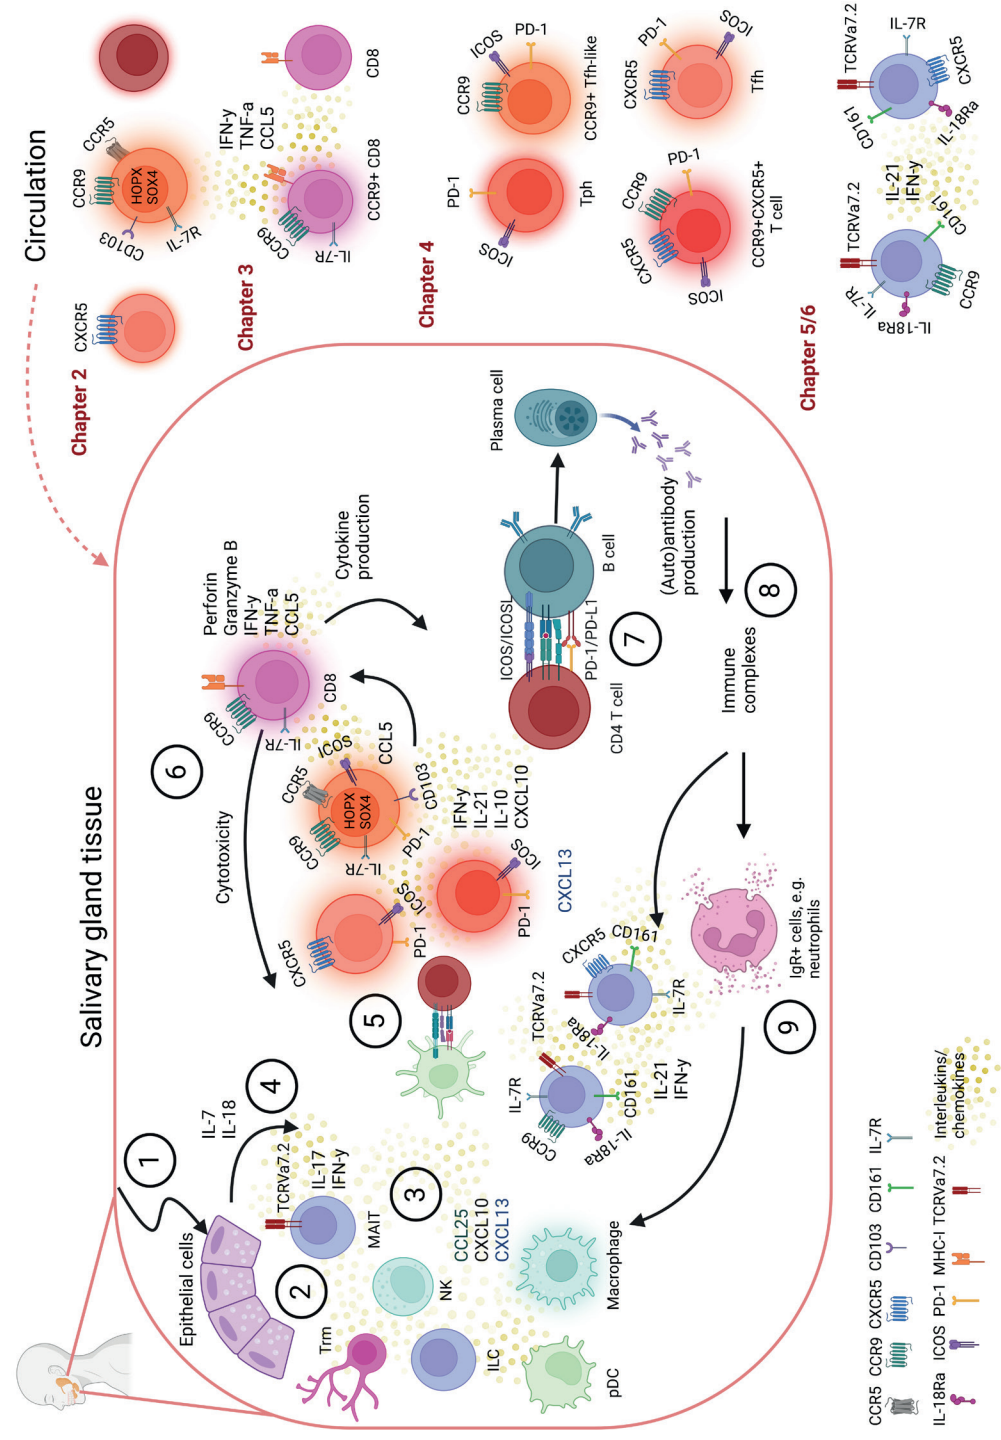 Salivary gland tissue
Circulation
1
Epithelial cells
IL-7
IL-18
4
2
Trm
TCRVa7.2
IL-17
IFN-y
MAIT
3
NK
ILC
pDC
CCL25
CXCL10
CXCL13
Macrophage
6
Cytotoxicity
Perforin
Granzyme B
IFN-y
TNF-a
CCL5
CCR9
IL-7R
CD8
Cytokine
production
5
CXCR5
ICOS
PD-1
CCR9
CCR5
ICOS
HOPX
SOX4
IL-7R
CD103
PD-1
CCL5
IFN-y
IL-21
IL-10
CXCL10
ICOS
PD-1
CXCL13
ICOS/ICOSL
PD-1/PD-L1
CD4 T cell
B cell
7
Plasma cell
(Auto)antibody
production
8
Immune
complexes
IgR+ cells, e.g.
neutrophils
9
TCRVa7.2
CXCR5
CD161
IL-7R
IL-18Ra
IL-7R
CCR9
CD161
IL-18Ra
IL-21
IFN-y
Chapter 2
CXCR5
CCR9
CCR5
HOPX
SOX4
CD103
IL-7R
Chapter 3
IFN-y
TNF-a
CCL5
CCR9
IL-7R
CCR9+ CD8
CD8
Chapter 4
PD-1
ICOS
Tph
CCR9
ICOS
PD-1
CCR9+ Tfh-like
CCR9
PD-1
CXCR5
ICOS
CCR9+CXCR5+
T cell
PD-1
CXCR5
ICOS
Tfh
Chapter 5/6
TCRVa7.2
IL-7R
IL-18Ra
CD161
CCR9
IL-21
IFN-y
TCRVa7.2
CD161
IL-7R
CXCR5
IL-18Ra
CCR5 CCR9 CXCR5 CD103 CD161 IL-7R
IL-18Ra ICOS PD-1 MHC-I TCRVa7.2
Interleukins/
chemokines